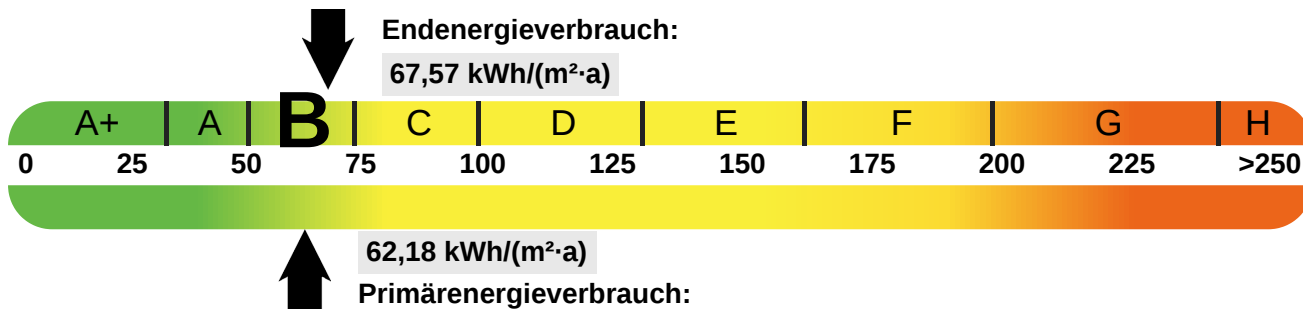 Endenergieverbrauch:
67,57 kWh/(m²·a)
A+ A B C D E F G H
0 25 50 75 100 125 150 175 200 225 >250
62,18 kWh/(m²·a)
Primärenergieverbrauch: